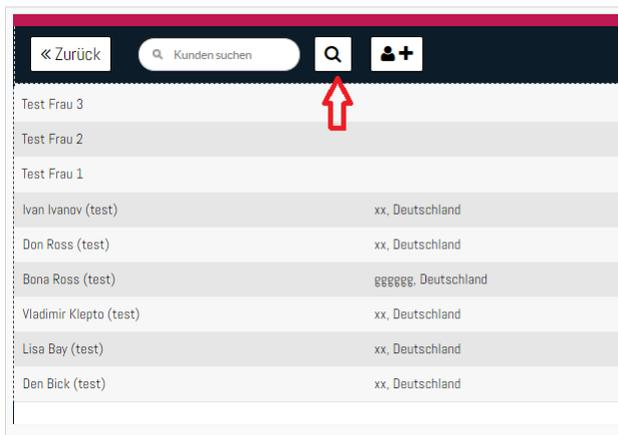 « Zurück Kunden suchen
Test Frau 3
Test Frau 2
Test Frau 1
Ivan Ivanov (test) xx, Deutschland
Don Ross (test) xx, Deutschland
Bona Ross (test) gggggg, Deutschland
Vladimir Klepto (test) xx, Deutschland
Lisa Bay (test) xx, Deutschland
Den Bick (test) xx, Deutschland